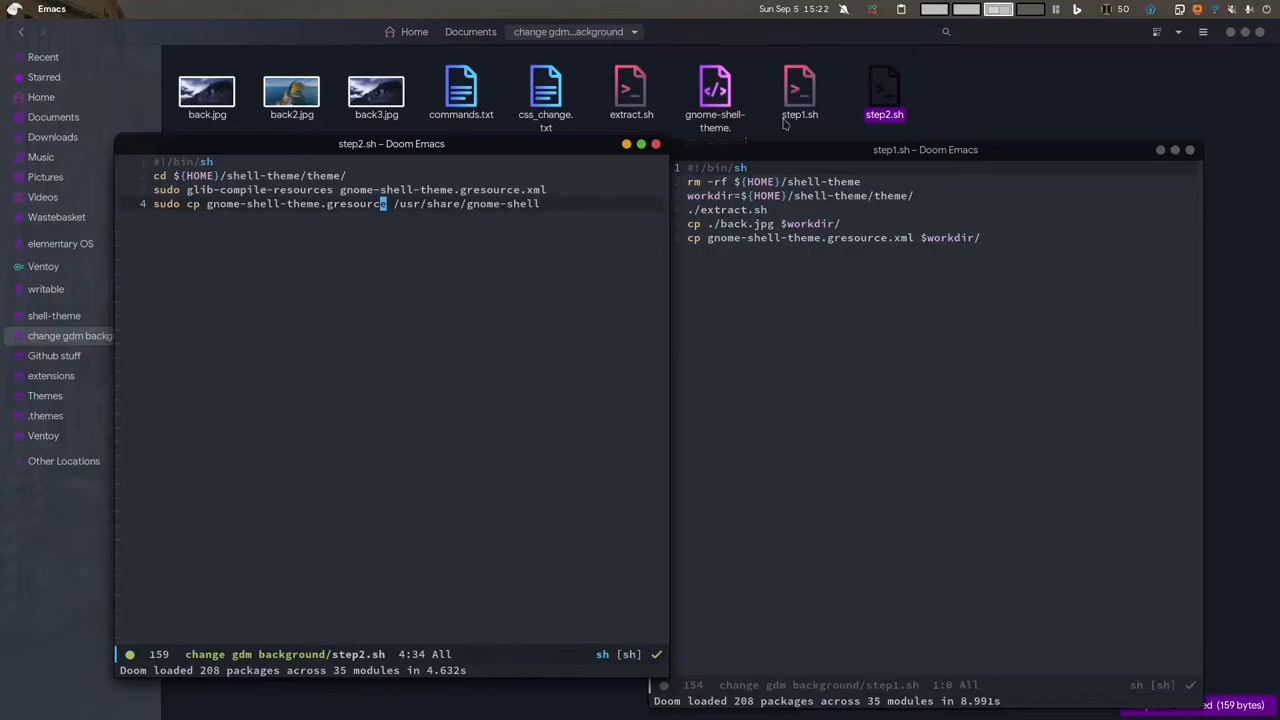 Emacs
Sun Sep 5 15:22
50
Home
Documents
change gdm...ackground
Recent
Starred
Home
Documents
Downloads
Music
Pictures
Videos
Wastebasket
elementary OS
Ventoy
writable
shell-theme
change gdm backg
Github stuff
extensions
Themes
.themes
Ventoy
Other Locations
back.jpg
back2.jpg
back3.jpg
commands.txt
css_change.
txt
extract.sh
gnome-shell-
theme.
step1.sh
step2.sh
step2.sh – Doom Emacs
#!/bin/sh
cd ${HOME}/shell-theme/theme/
sudo glib-compile-resources gnome-shell-theme.gresource.xml
4 sudo cp gnome-shell-theme.gresource /usr/share/gnome-shell
159 change gdm background/step2.sh 4:34 All
sh [sh]
Doom loaded 208 packages across 35 modules in 4.632s
step1.sh – Doom Emacs
1 #!/bin/sh
rm -rf ${HOME}/shell-theme
workdir=${HOME}/shell-theme/theme/
./extract.sh
cp ./back.jpg $workdir/
cp gnome-shell-theme.gresource.xml $workdir/
154 change gdm background/step1.sh 1:0 All
sh [sh]
Doom loaded 208 packages across 35 modules in 8.991s
(159 bytes)